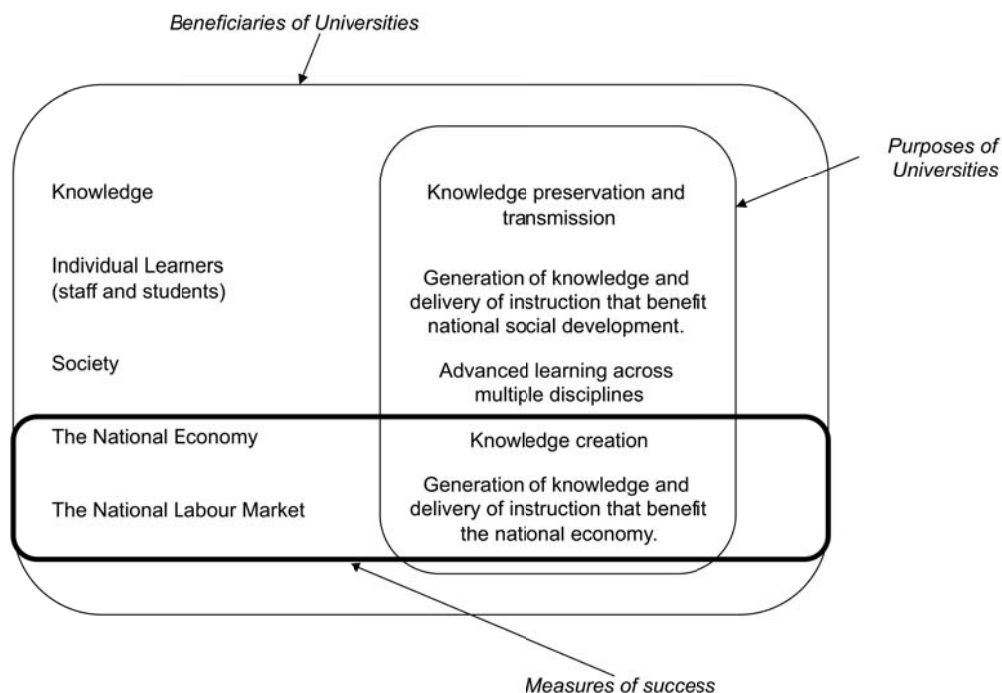 Beneficiaries of Universities
Purposes of
Universities
Knowledge
Knowledge preservation and
transmission
Individual Learners
(staff and students)
Generation of knowledge and
delivery of instruction that benefit
national social development.
Society
Advanced learning across
multiple disciplines
The National Economy
Knowledge creation
The National Labour Market
Generation of knowledge and
delivery of instruction that benefit
the national economy.
Measures of success